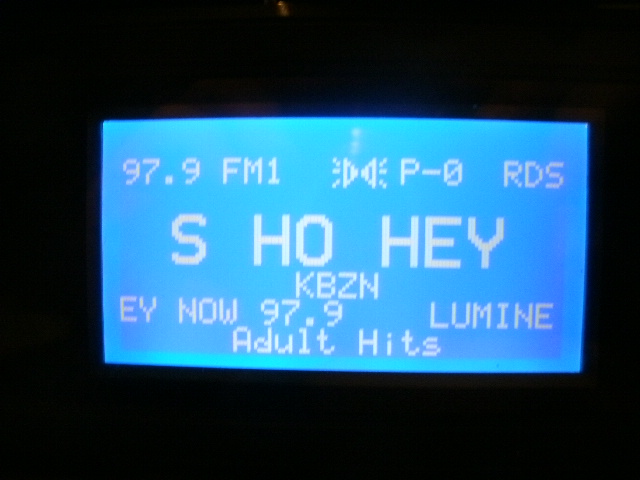 97.9 FM1 P-0 RDS
S HO HEY
KBZN
EY NOW 97.9 LUMINE
Adult Hits